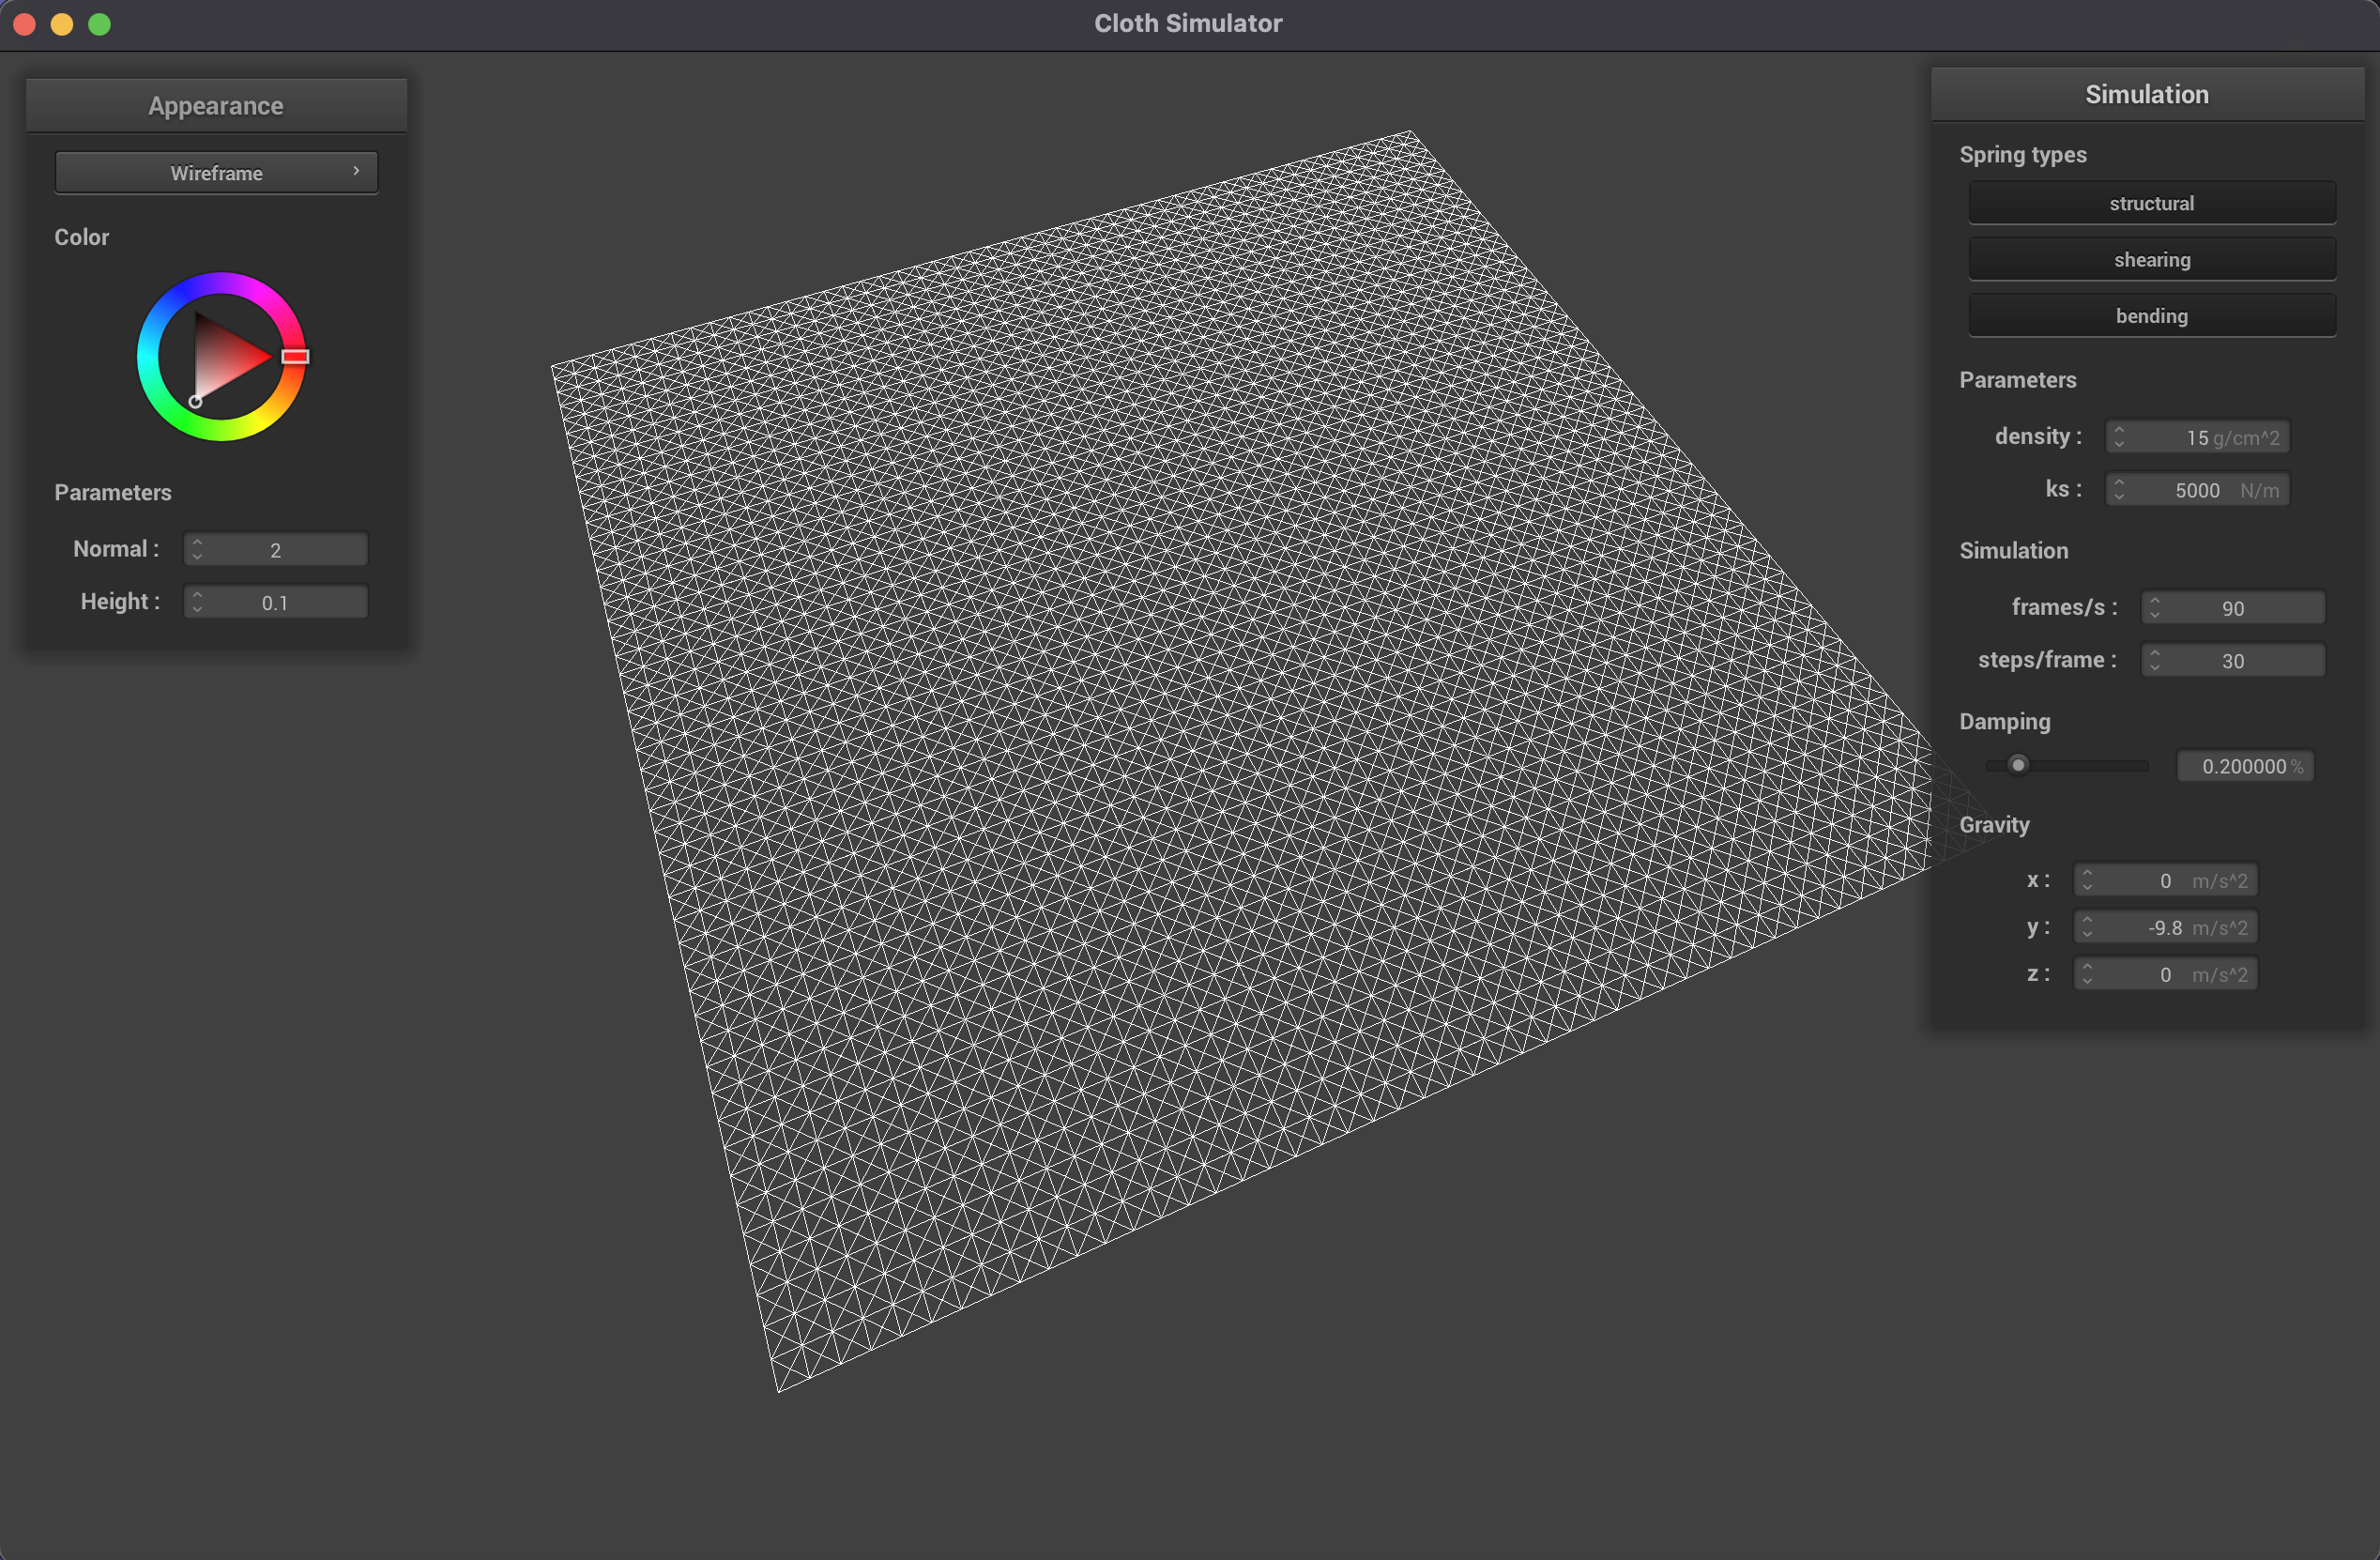 Cloth Simulator
Appearance
Wireframe
Color
Parameters
Normal : 2
Height : 0.1
Simulation
Spring types
structural
shearing
bending
Parameters
density : 15 g/cm^2
ks : 5000 N/m
Simulation
frames/s : 90
steps/frame : 30
Damping
0.200000 %
Gravity
x : 0 m/s^2
y : -9.8 m/s^2
z : 0 m/s^2